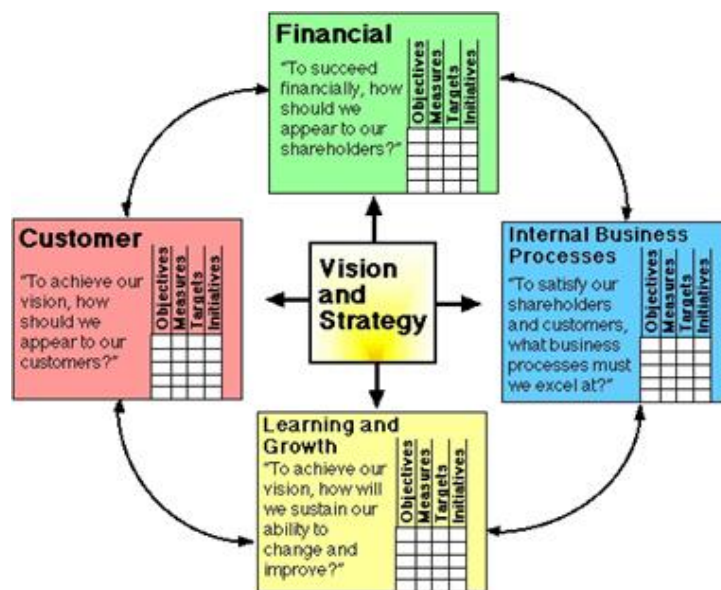 Financial
"To succeed
financially, how
should we
appear to our
shareholders?"
Objectives
Measures
Targets
Initiatives
Customer
"To achieve our
vision, how
should we
appear to our
customers?"
Objectives
Measures
Targets
Initiatives
Vision
and
Strategy
Internal Business
Processes
"To satisfy our
shareholders
and customers,
what business
processes must
we excel at?"
Objectives
Measures
Targets
Initiatives
Learning and
Growth
"To achieve our
vision, how will
we sustain our
ability to
change and
improve?"
Objectives
Measures
Targets
Initiatives